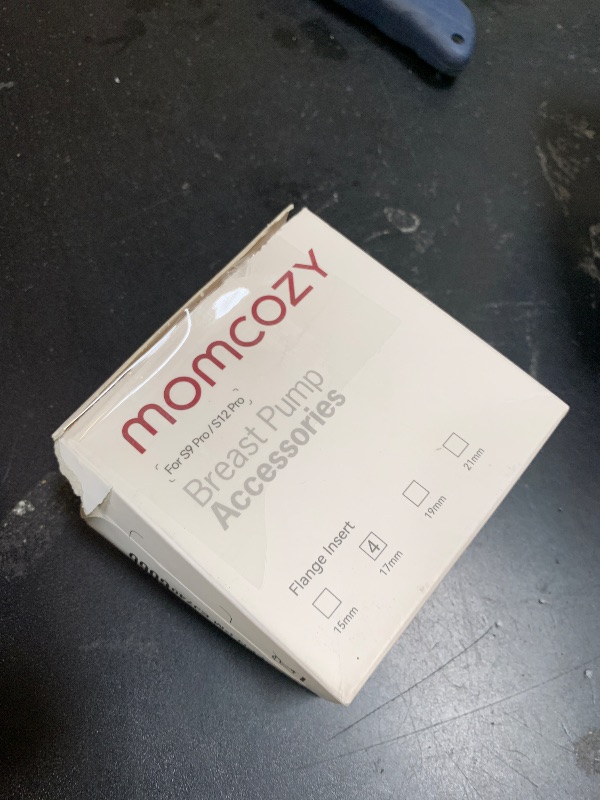 momcozy
For S9 Pro / S12 Pro
Breast Pump
Accessories
Flange Insert
4
15mm
17mm
19mm
21mm